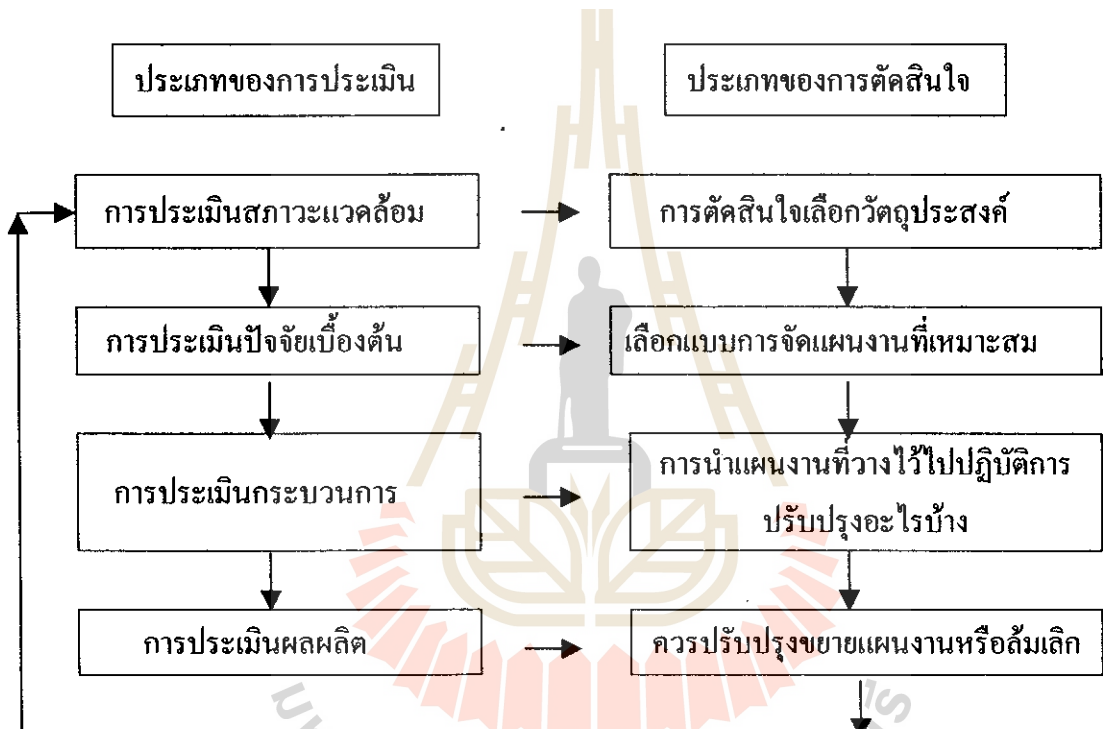 ประเภทของการประเมิน
ประเภทของการตัดสินใจ
การประเมินสภาวะแวดล้อม
การตัดสินใจเลือกวัตถุประสงค์
การประเมินปัจจัยเบื้องต้น
เลือกแบบการจัดแผนงานที่เหมาะสม
การประเมินกระบวนการ
การนำแผนงานที่วางไว้ไปปฏิบัติการ
ปรับปรุงอะไรบ้าง
การประเมินผลผลิต
ควรปรับปรุงขยายแผนงานหรือล้มเลิก